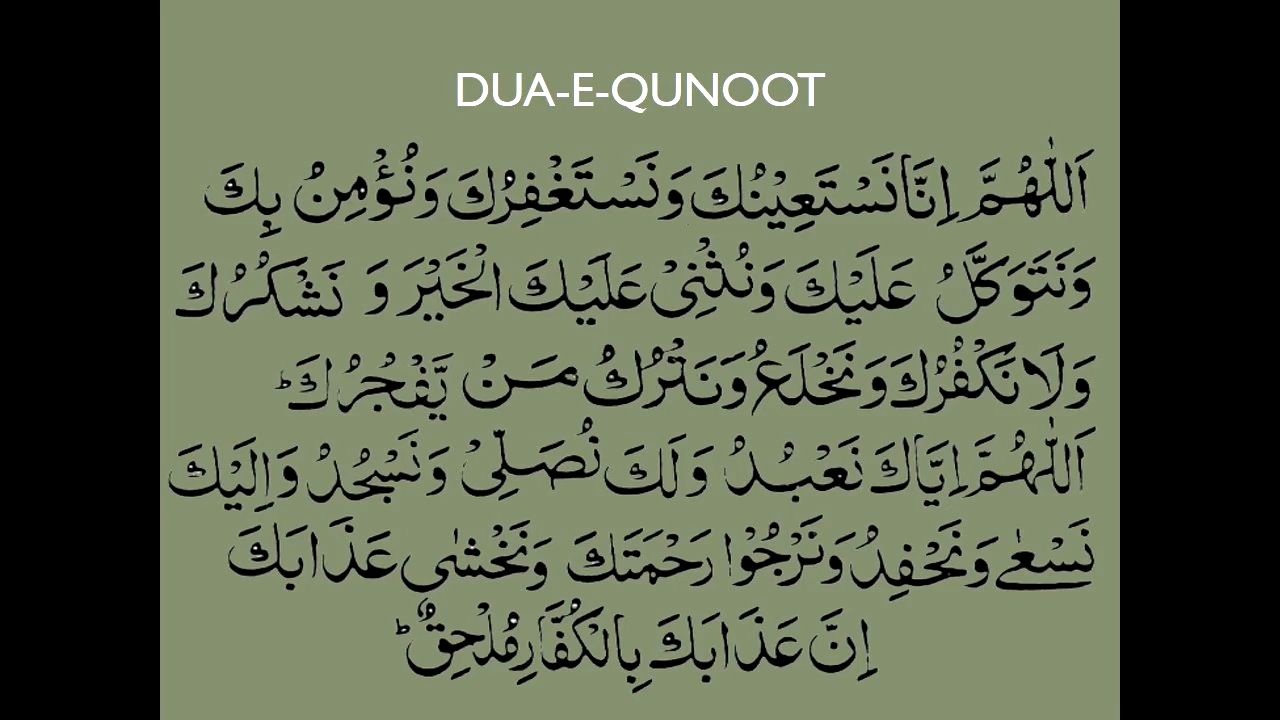 DUA-E-QUNOOT
اَللّٰهُمَّ اِنَّا نَسْتَعِيْنُكَ وَنَسْتَغْفِرُكَ وَنُؤْمِنُ بِكَ
وَنَتَوَكَّلُ عَلَيْكَ وَنُثْنِیْ عَلَيْكَ الْخَيْرَ وَ نَشْكُرُكَ
وَلَا نَكْفُرُكَ وَنَخْلَعُ وَنَتْرُكُ مَنْ يَّفْجُرُكَ ؕ
اَللّٰهُمَّ اِيَّاكَ نَعْبُدُ وَلَكَ نُصَلِّیْ وَنَسْجُدُ وَاِلَيْكَ
نَسْعٰی وَنَحْفِدُ وَنَرْجُوْا رَحْمَتَكَ وَنَخْشٰی عَذَابَكَ
اِنَّ عَذَابَكَ بِالْكُفَّارِ مُلْحِقٌ ؕ